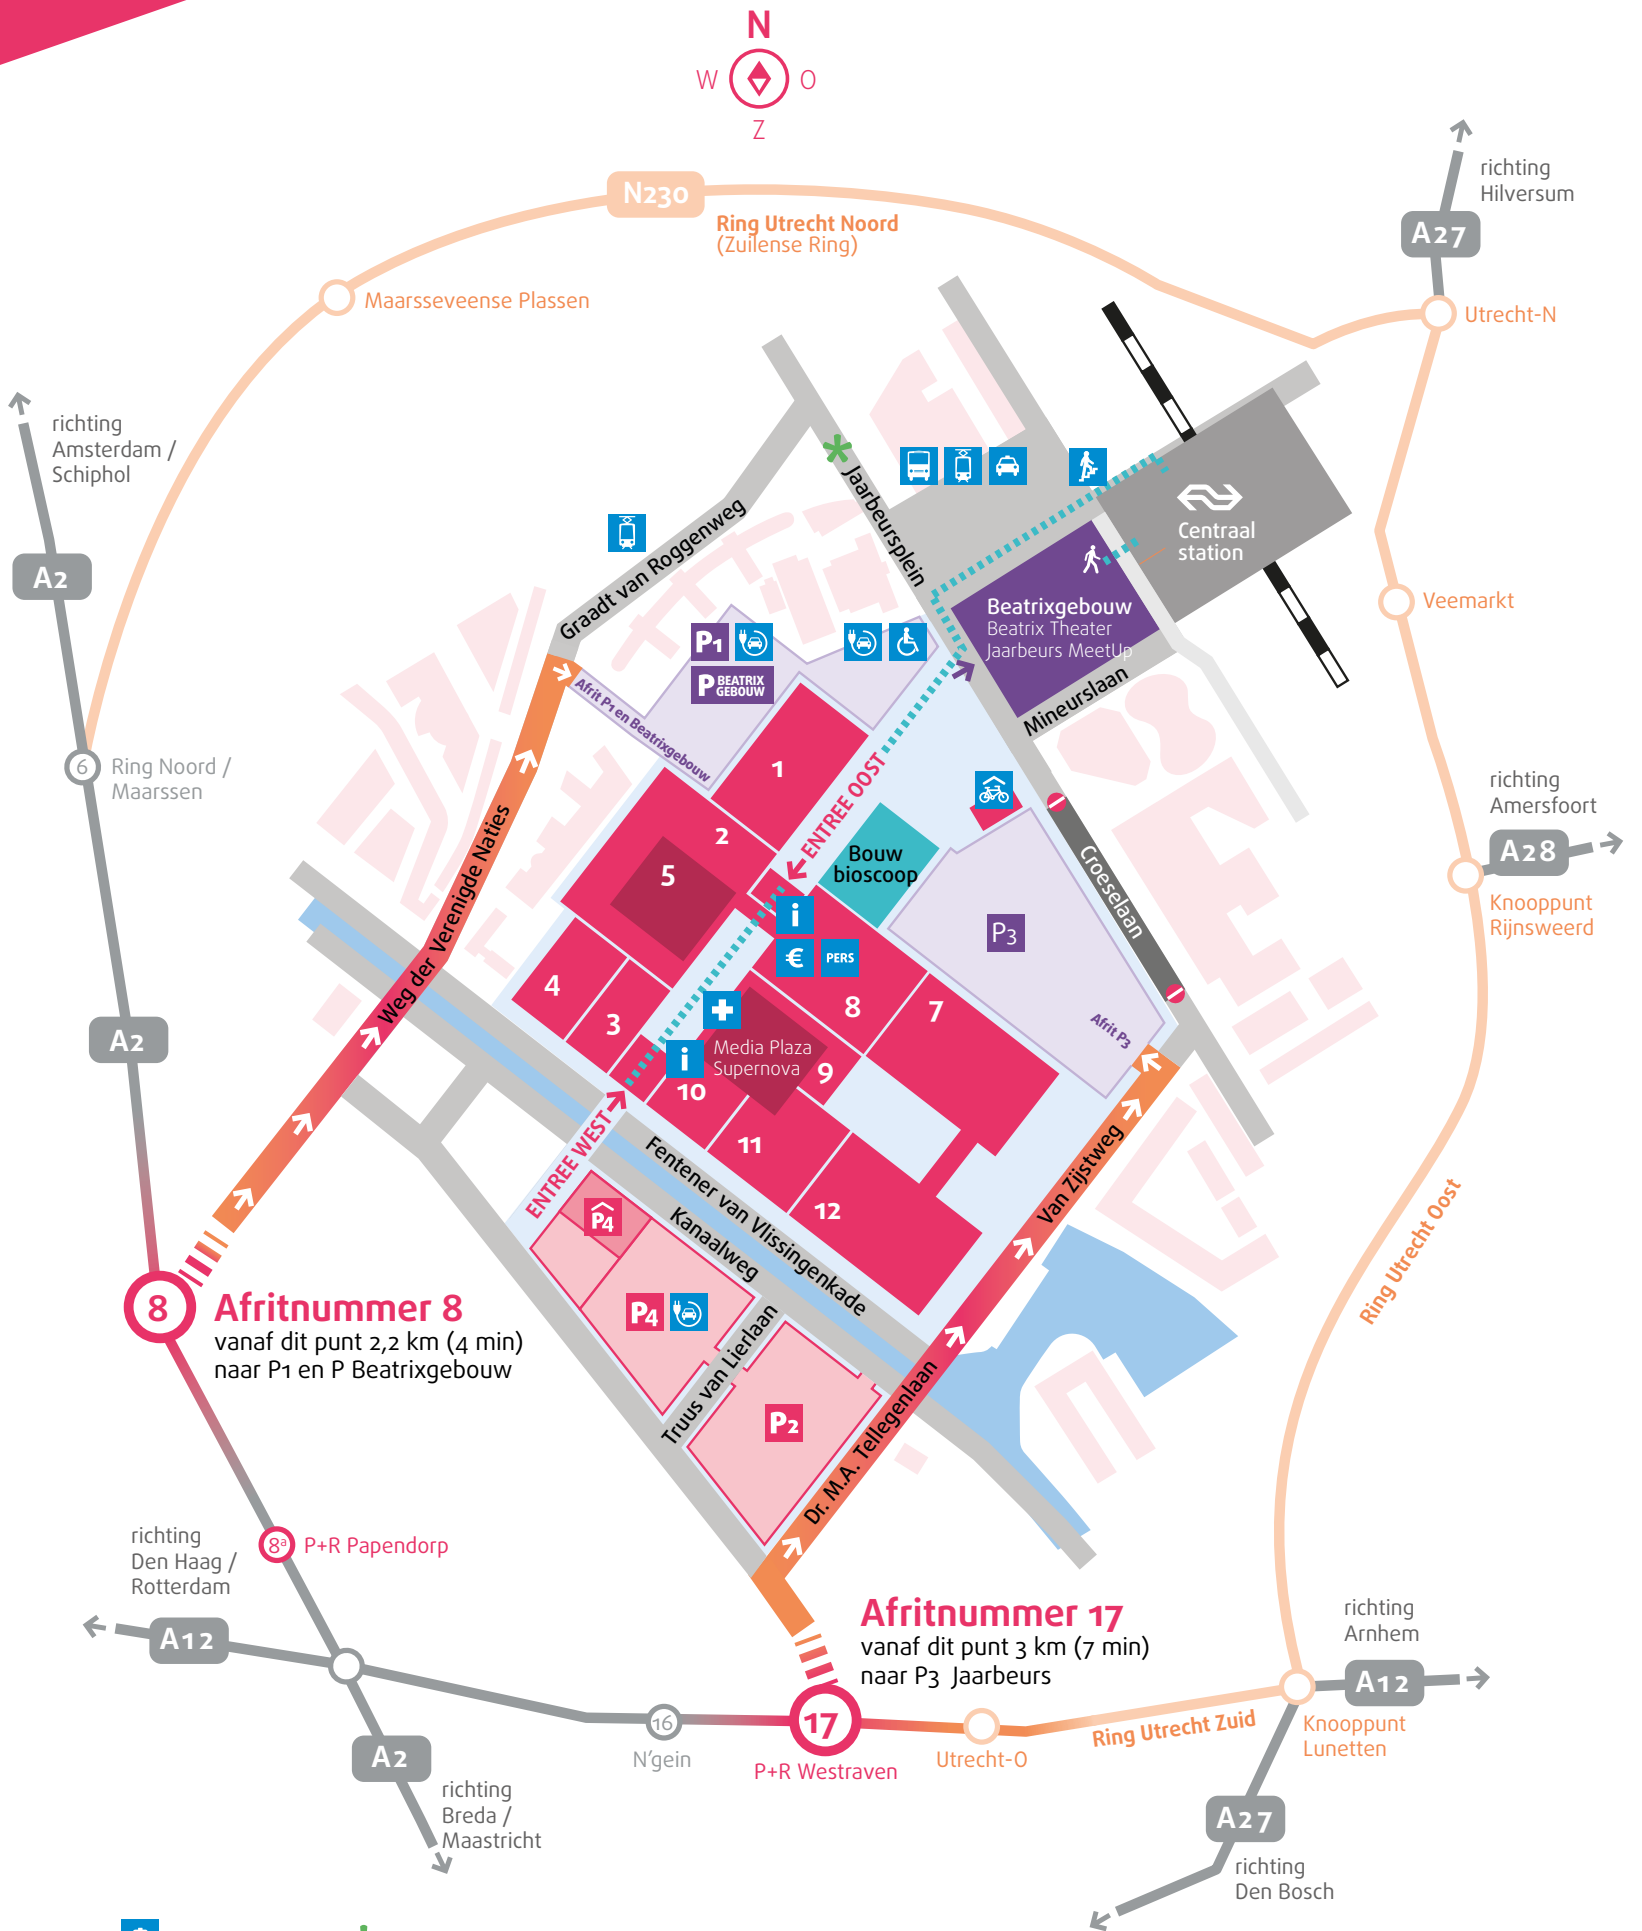 N
W
O
Z
N230
Ring Utrecht Noord
(Zuilense Ring)
richting
Hilversum
A27
Maarsseveense Plassen
Utrecht-N
richting
Amsterdam /
Schiphol
A2
Jaarbeursplein
Graadt van Roggenweg
Centraal
station
Beatrixgebouw
Beatrix Theater
Jaarbeurs MeetUp
Veemarkt
Mineurslaan
P1
P BEATRIX
GEBOUW
Afrit P1 en Beatrixgebouw
6
Ring Noord /
Maarssen
1
ENTREE OOST
2
5
Bouw
bioscoop
Croeselaan
richting
Amersfoort
A28
Knooppunt
Rijnsweerd
Weg der Verenigde Naties
i
€
PERS
P3
4
3
8
7
Afrit P3
A2
i
Media Plaza
Supernova
9
10
11
12
ENTREE WEST
Fentener van Vlissingenkade
Kanaalweg
Van Zijstweg
P4
P4
Truus van Lierlaan
P2
Dr. M.A. Tellegenlaan
Ring Utrecht Oost
8
Afritnummer 8
vanaf dit punt 2,2 km (4 min)
naar P1 en P Beatrixgebouw
8a
P+R Papendorp
richting
Den Haag /
Rotterdam
A12
Afritnummer 17
vanaf dit punt 3 km (7 min)
naar P3 Jaarbeurs
richting
Arnhem
A12
16
N'gein
17
P+R Westraven
Utrecht-O
Ring Utrecht Zuid
Knooppunt
Lunetten
A2
richting
Breda /
Maastricht
A27
richting
Den Bosch